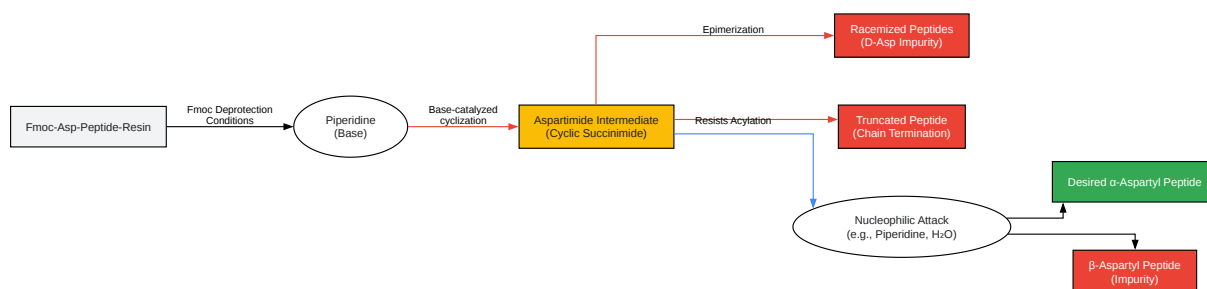 Epimerization
Racemized Peptides
(D-Asp Impurity)
Fmoc-Asp-Peptide-Resin
Fmoc Deprotection
Conditions
Piperidine
(Base)
Base-catalyzed
cyclization
Aspartimide Intermediate
(Cyclic Succinimide)
Resists Acylation
Truncated Peptide
(Chain Termination)
Desired α-Aspartyl Peptide
Nucleophilic Attack
(e.g., Piperidine, H₂O)
β-Aspartyl Peptide
(Impurity)